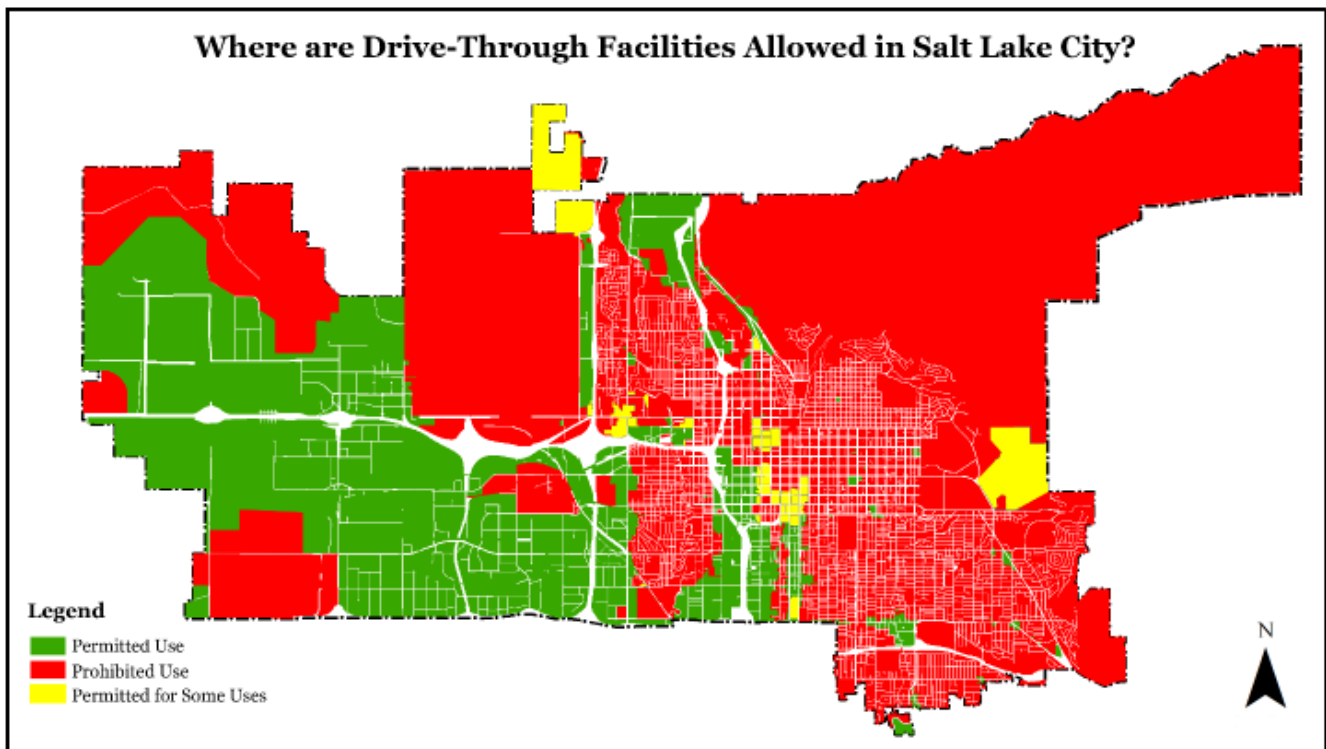 Where are Drive-Through Facilities Allowed in Salt Lake City?
Legend
Permitted Use
Prohibited Use
Permitted for Some Uses
N